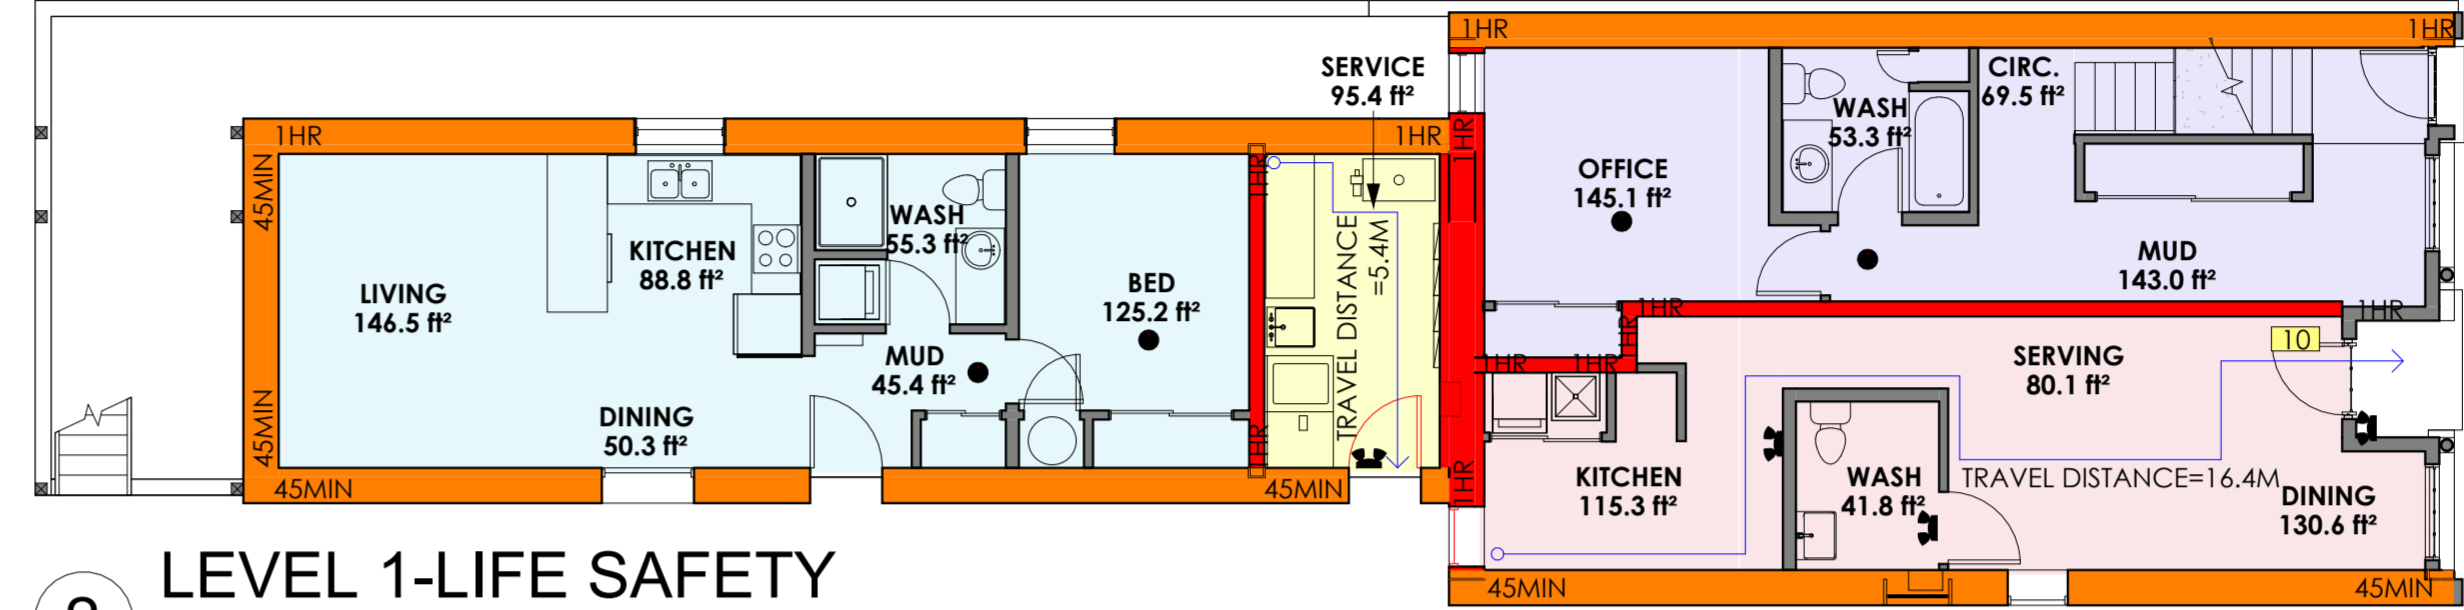 1HR
1HR
SERVICE
95.4 ft²
CIRC.
69.5 ft²
WASH
53.3 ft²
1HR
1HR
1HR
45MIN
1HR
OFFICE
145.1 ft²
WASH
55.3 ft²
KITCHEN
88.8 ft²
BED
125.2 ft²
TRAVEL DISTANCE
=5.4M
MUD
143.0 ft²
LIVING
146.5 ft²
1HR
1HR
1HR
10
MUD
45.4 ft²
1HR
1HR
SERVING
80.1 ft²
DINING
50.3 ft²
45MIN
1HR
KITCHEN
115.3 ft²
WASH
41.8 ft²
TRAVEL DISTANCE=16.4M
DINING
130.6 ft²
45MIN
45MIN
1HR
45MIN
45MIN
LEVEL 1-LIFE SAFETY